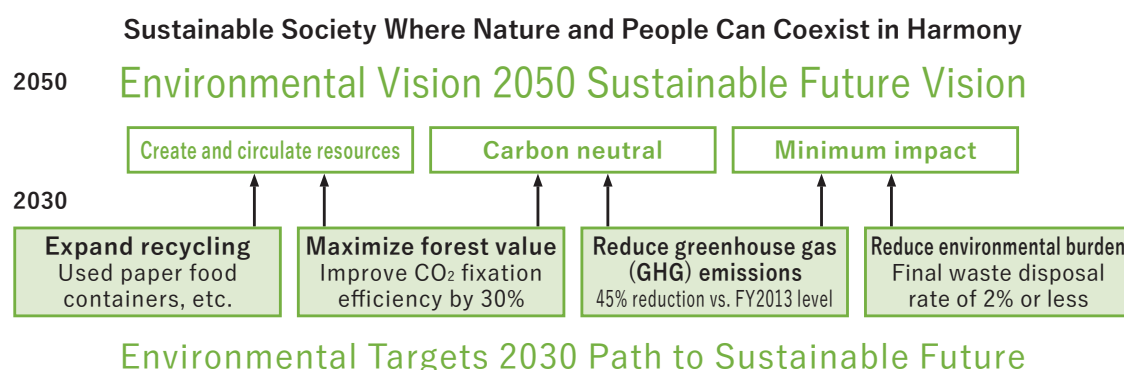 Sustainable Society Where Nature and People Can Coexist in Harmony
2050
Environmental Vision 2050 Sustainable Future Vision
Create and circulate resources
Carbon neutral
Minimum impact
2030
Expand recycling
Used paper food
containers, etc.
Maximize forest value
Improve CO₂ fixation
efficiency by 30%
Reduce greenhouse gas
(GHG) emissions
45% reduction vs. FY2013 level
Reduce environmental burden
Final waste disposal
rate of 2% or less
Environmental Targets 2030 Path to Sustainable Future